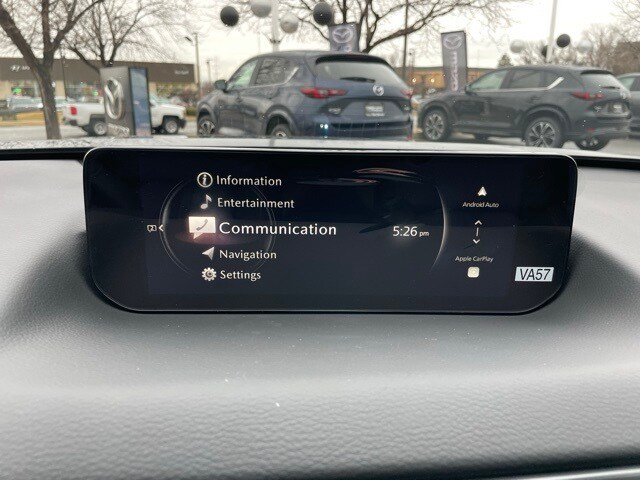 Information
Entertainment
Communication
5:26 pm
Navigation
Settings
Android Auto
Apple CarPlay
VA57